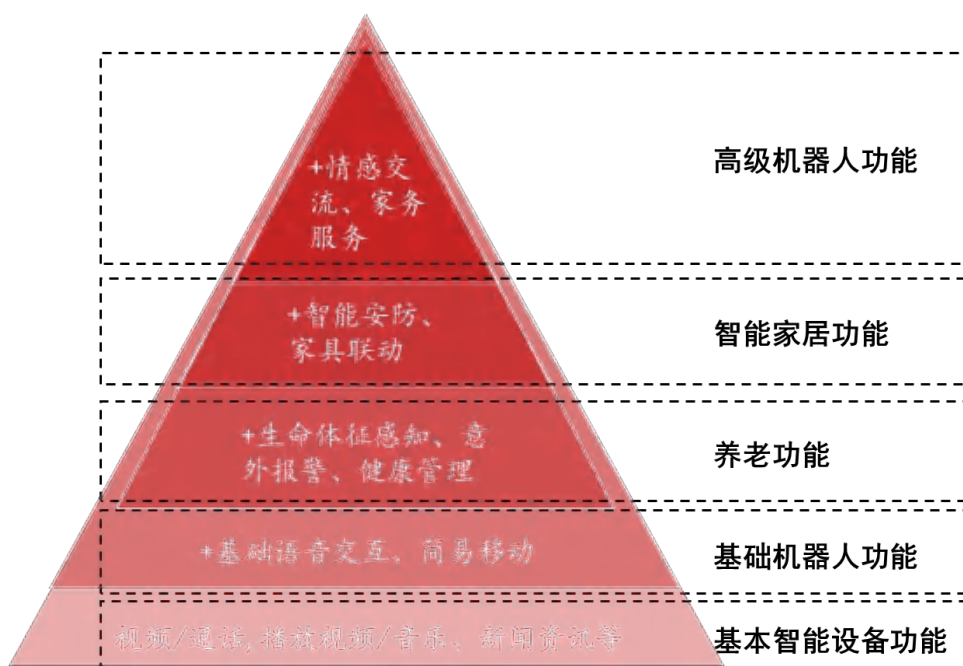 +情感交
流、家务
服务
高级机器人功能
+智能安防、
家具联动
智能家居功能
+生命体征感知、意
外报警、健康管理
养老功能
+基础语音交互、简易移动
基础机器人功能
视频/通话,播放视频/音乐、新闻资讯等
基本智能设备功能